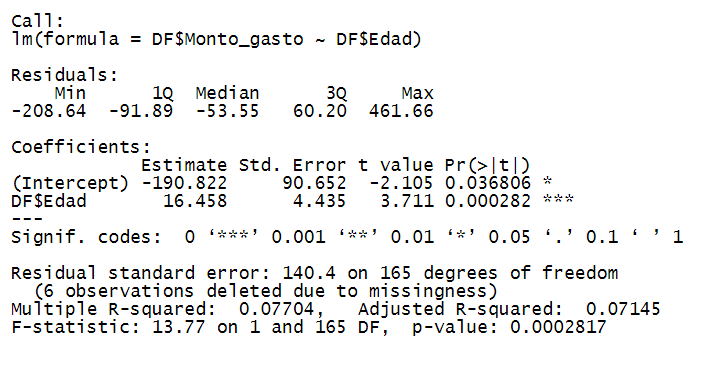 Call:
lm(formula = DF$Monto_gasto ~ DF$Edad)
Residuals:
Min 1Q Median 3Q Max
-208.64 -91.89 -53.55 60.20 461.66
Coefficients:
Estimate Std. Error t value Pr(>|t|)
(Intercept) -190.822 90.652 -2.105 0.036806 *
DF$Edad 16.458 4.435 3.711 0.000282 ***
---
Signif. codes: 0 ‘***’ 0.001 ‘**’ 0.01 ‘*’ 0.05 ‘.’ 0.1 ‘ ’ 1
Residual standard error: 140.4 on 165 degrees of freedom
(6 observations deleted due to missingness)
Multiple R-squared: 0.07704, Adjusted R-squared: 0.07145
F-statistic: 13.77 on 1 and 165 DF, p-value: 0.0002817